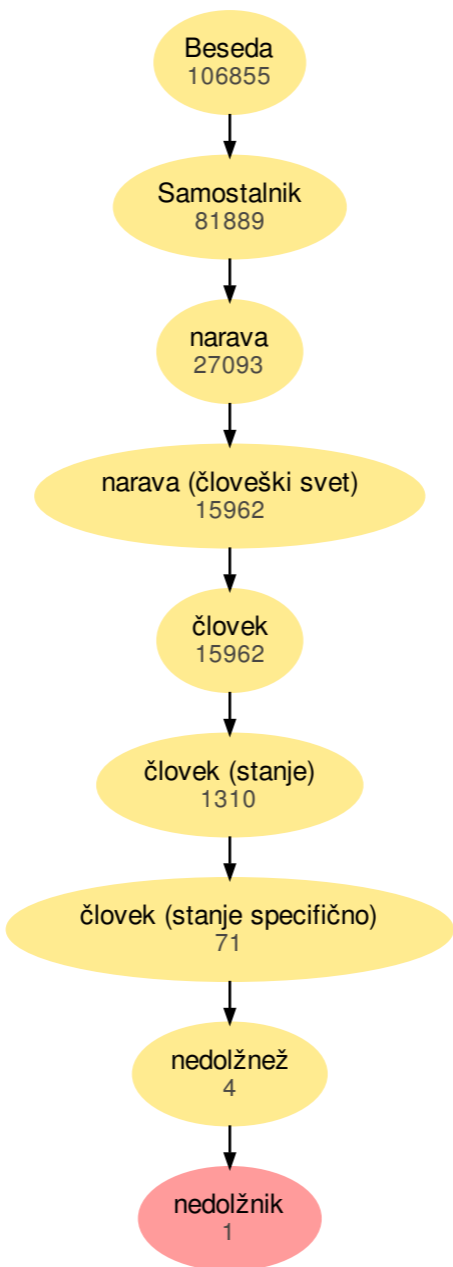 Beseda
106855
Samostalnik
81889
narava
27093
narava (človeški svet)
15962
človek
15962
človek (stanje)
1310
človek (stanje specifično)
71
nedolžnež
4
nedolžnik
1